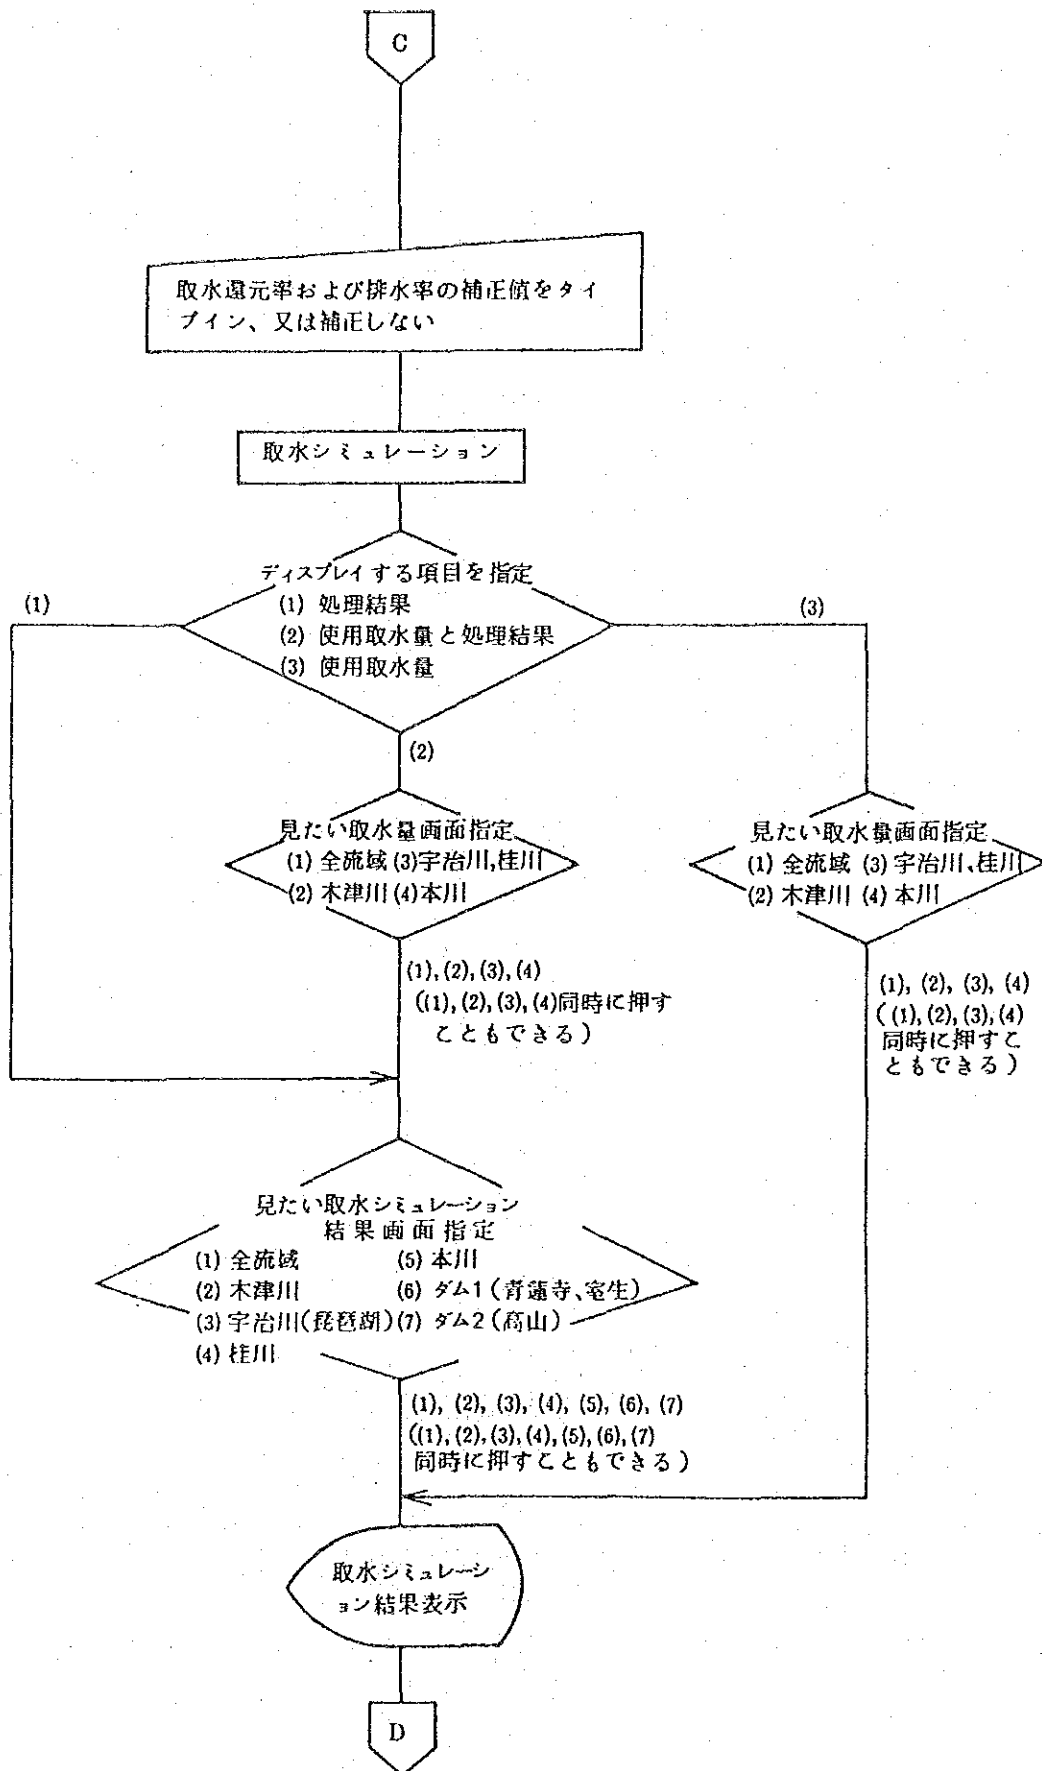 C
取水還元率および排水率の補正値をタイ
プイン、又は補正しない
取水シミュレーション
ディスプレイする項目を指定
(1) 処理結果
(2) 使用取水量と処理結果
(3) 使用取水量
(1)
(3)
(2)
見たい取水量画面指定
(1) 全流域 (3) 宇治川,桂川
(2) 木津川 (4) 本川
見たい取水量画面指定
(1) 全流域 (3) 宇治川、桂川
(2) 木津川 (4) 本川
(1), (2), (3), (4)
((1), (2), (3), (4)同時に押す
こともできる)
(1), (2), (3), (4)
((1), (2), (3), (4)
同時に押すこ
ともできる)
見たい取水シミュレーション
結果画面指定
(1) 全流域 (5) 本川
(2) 木津川 (6) ダム1(青蓮寺、室生)
(3) 宇治川(琵琶湖) (7) ダム2(高山)
(4) 桂川
(1), (2), (3), (4), (5), (6), (7)
((1), (2), (3), (4), (5), (6), (7)
同時に押すこともできる)
取水シミュレーシ
ョン結果表示
D